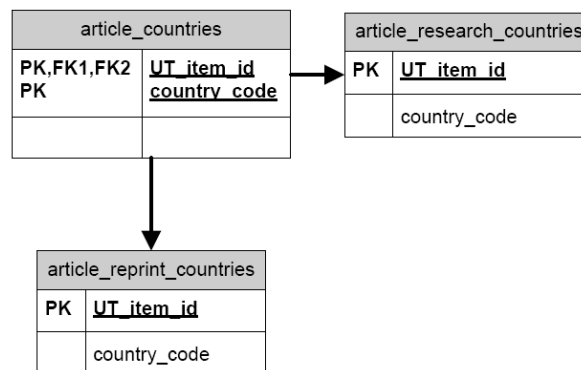 article_countries
PK,FK1,FK2 UT_item_id
PK country_code
article_research_countries
PK UT_item_id
country_code
article_reprint_countries
PK UT_item_id
country_code